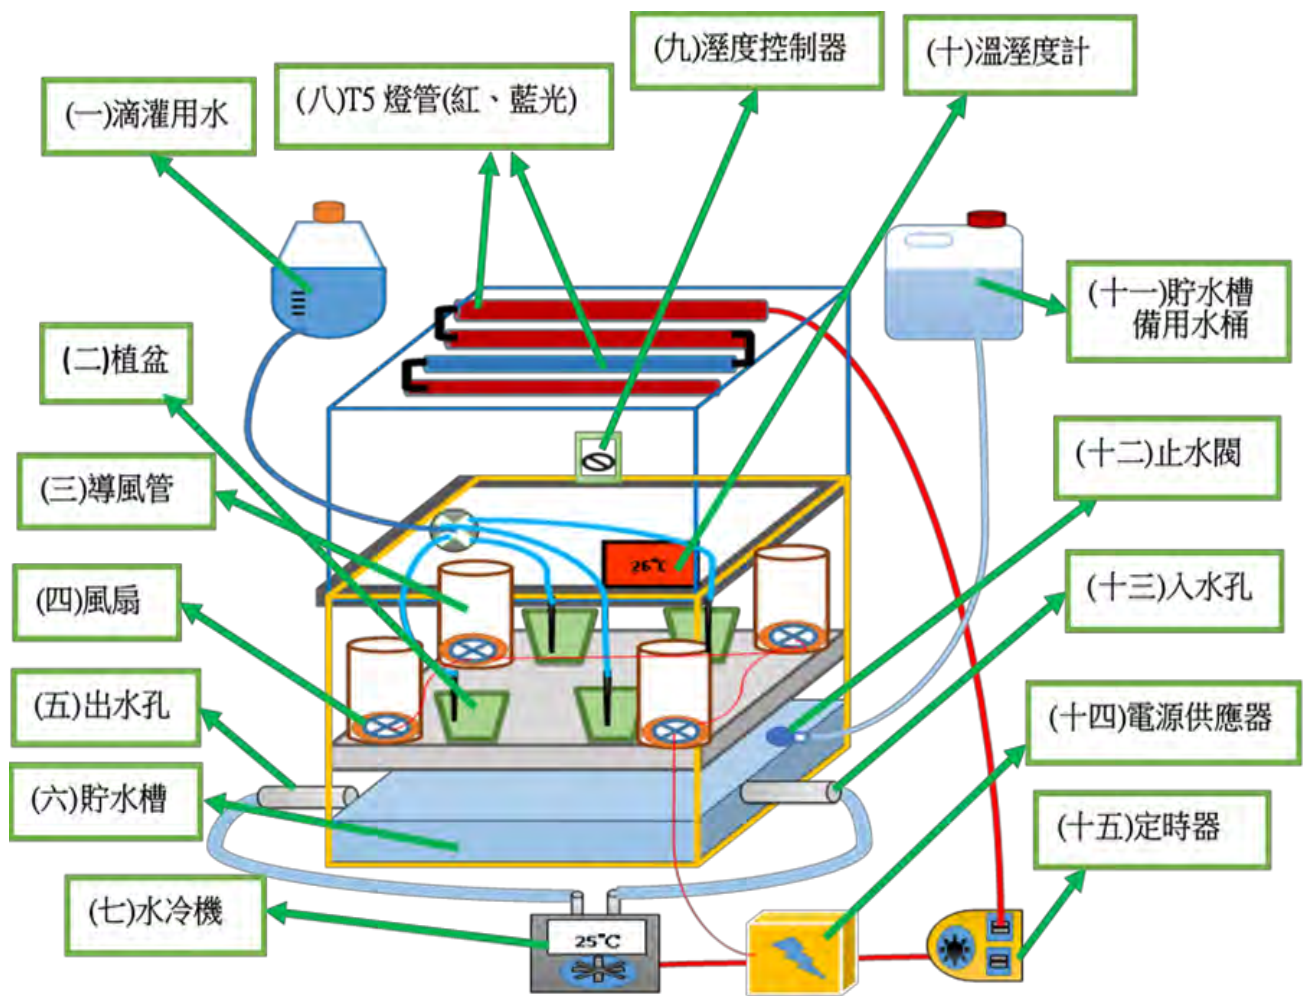 (一)滴灌用水
(八)T5 燈管(紅、藍光)
(九)溼度控制器
(十)溫溼度計
(二)植盆
(十一)貯水槽
備用水桶
(三)導風管
(十二)止水閥
(四)風扇
26℃
(十三)入水孔
(五)出水孔
(十四)電源供應器
(六)貯水槽
(十五)定時器
(七)水冷機
25℃